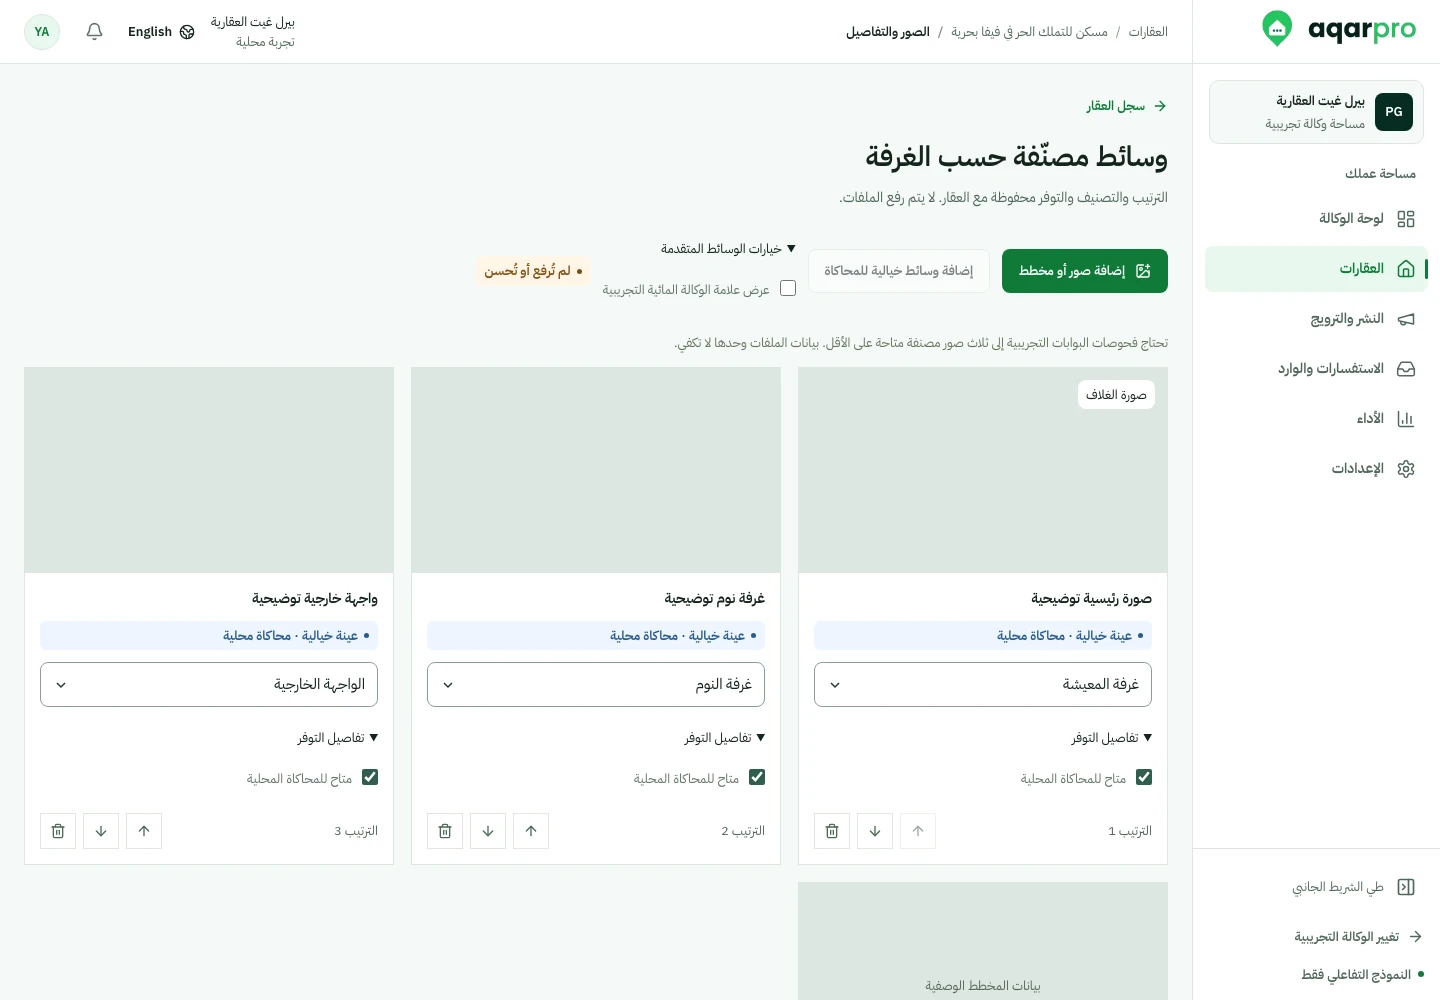 aqarpro
PG
بيرل غيت العقارية
مساحة وكالة تجريبية
مساحة عملك
لوحة الوكالة
العقارات
النشر والترويج
الاستفسارات والوارد
الأداء
الإعدادات
طي الشريط الجانبي
تغيير الوكالة التجريبية
النموذج التفاعلي فقط
العقارات / مسكن للتملك الحر في فيفا بحرية / الصور والتفاصيل
بيرل غيت العقارية
تجربة محلية
English
YA
سجل العقار
وسائط مصنّفة حسب الغرفة
الترتيب والتصنيف والتوفر محفوظة مع العقار. لا يتم رفع الملفات.
إضافة صور أو مخطط
إضافة وسائط خيالية للمحاكاة
خيارات الوسائط المتقدمة
عرض علامة الوكالة المائية التجريبية
لم تُرفع أو تُحسن
تحتاج فحوصات البوابات التجريبية إلى ثلاث صور مصنفة متاحة على الأقل. بيانات الملفات وحدها لا تكفي.
صورة الغلاف
صورة رئيسية توضيحية
عينة خيالية · محاكاة محلية
غرفة المعيشة
تفاصيل التوفر
متاح للمحاكاة المحلية
الترتيب 1
غرفة نوم توضيحية
عينة خيالية · محاكاة محلية
غرفة النوم
تفاصيل التوفر
متاح للمحاكاة المحلية
الترتيب 2
واجهة خارجية توضيحية
عينة خيالية · محاكاة محلية
الواجهة الخارجية
تفاصيل التوفر
متاح للمحاكاة المحلية
الترتيب 3
بيانات المخطط الوصفية